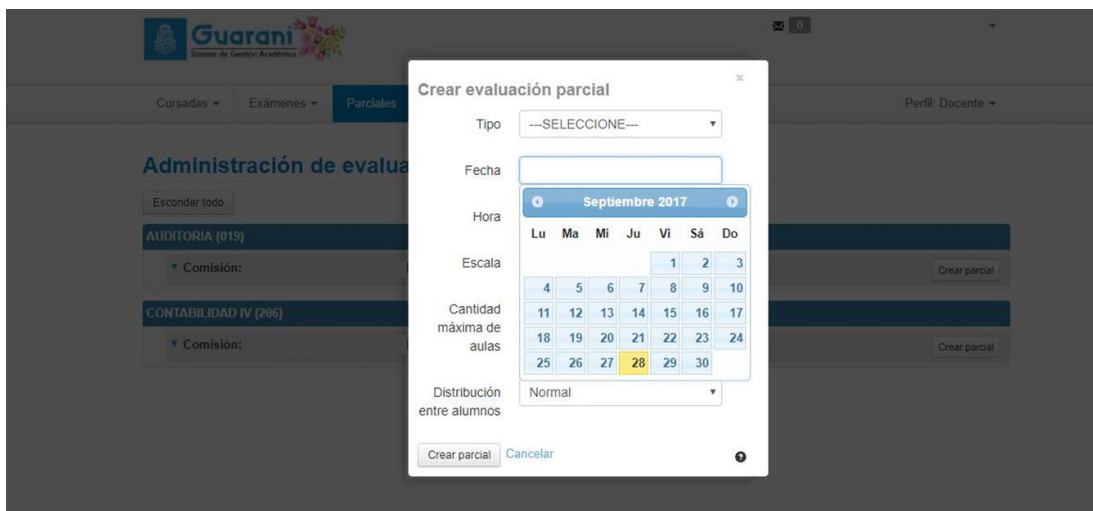 Guaraní
Sistema de Gestión Académica
0
Cursadas Exámenes Parciales
Perfil: Docente
Administración de evalua
Esconder todo
AUDITORIA (019)
Comisión:
Crear parcial
CONTABILIDAD IV (206)
Comisión:
Crear parcial
Crear evaluación parcial
×
Tipo ---SELECCIONE---
Fecha
Septiembre 2017
Lu Ma Mi Ju Vi Sá Do
1 2 3
4 5 6 7 8 9 10
11 12 13 14 15 16 17
18 19 20 21 22 23 24
25 26 27 28 29 30
Hora
Escala
Cantidad
máxima de
aulas
Distribución
entre alumnos
Normal
Crear parcial Cancelar
?